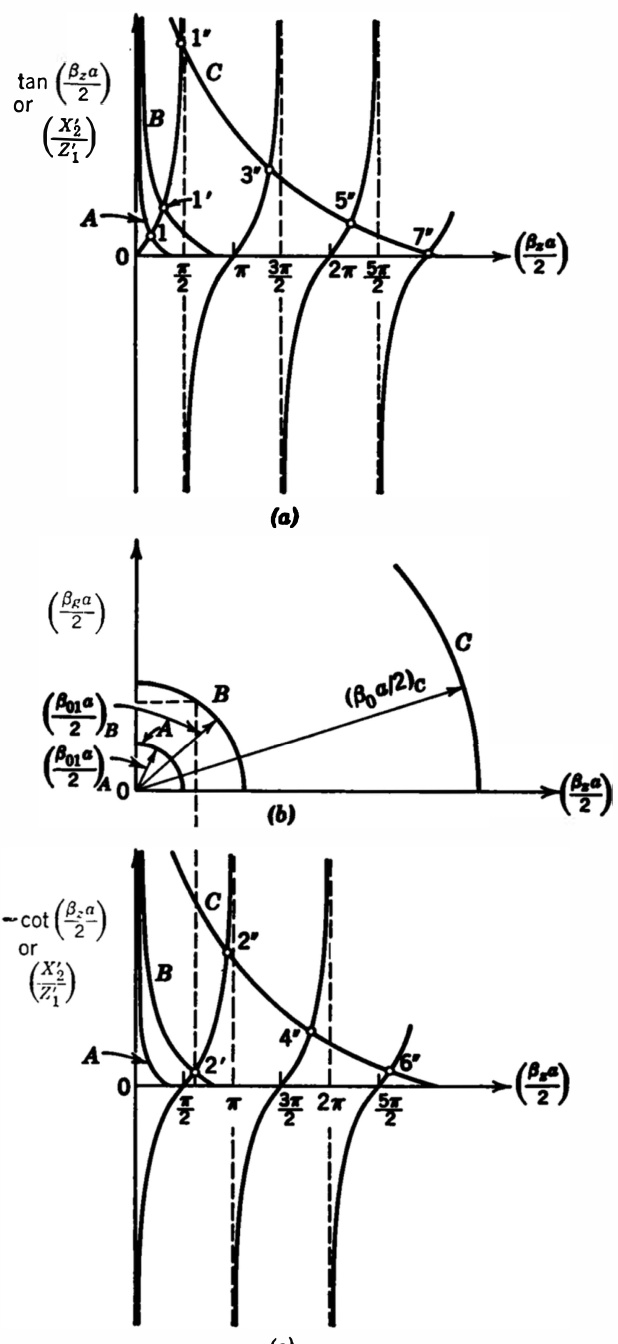 tan (βza/2)
or
(X'2/Z'1)
1″
C
B
3″
1′
5″
A
7″
1
0
π/2
π
3π/2
2π
5π/2
(βza/2)
(a)
(βga/2)
C
B
(β0a/2)C
(β01a/2)B
A
(β01a/2)A
0
(βza/2)
(b)
-cot (βza/2)
or
(X'2/Z'1)
C
2″
B
4″
A
6″
2′
0
π/2
π
3π/2
2π
5π/2
(βza/2)